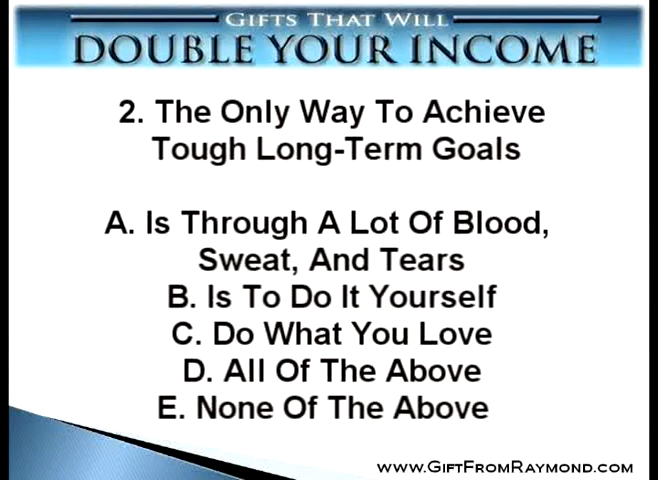 Gifts That Will
Double Your Income
2. The Only Way To Achieve
Tough Long-Term Goals
A. Is Through A Lot Of Blood,
Sweat, And Tears
B. Is To Do It Yourself
C. Do What You Love
D. All Of The Above
E. None Of The Above
www.GiftFromRaymond.com